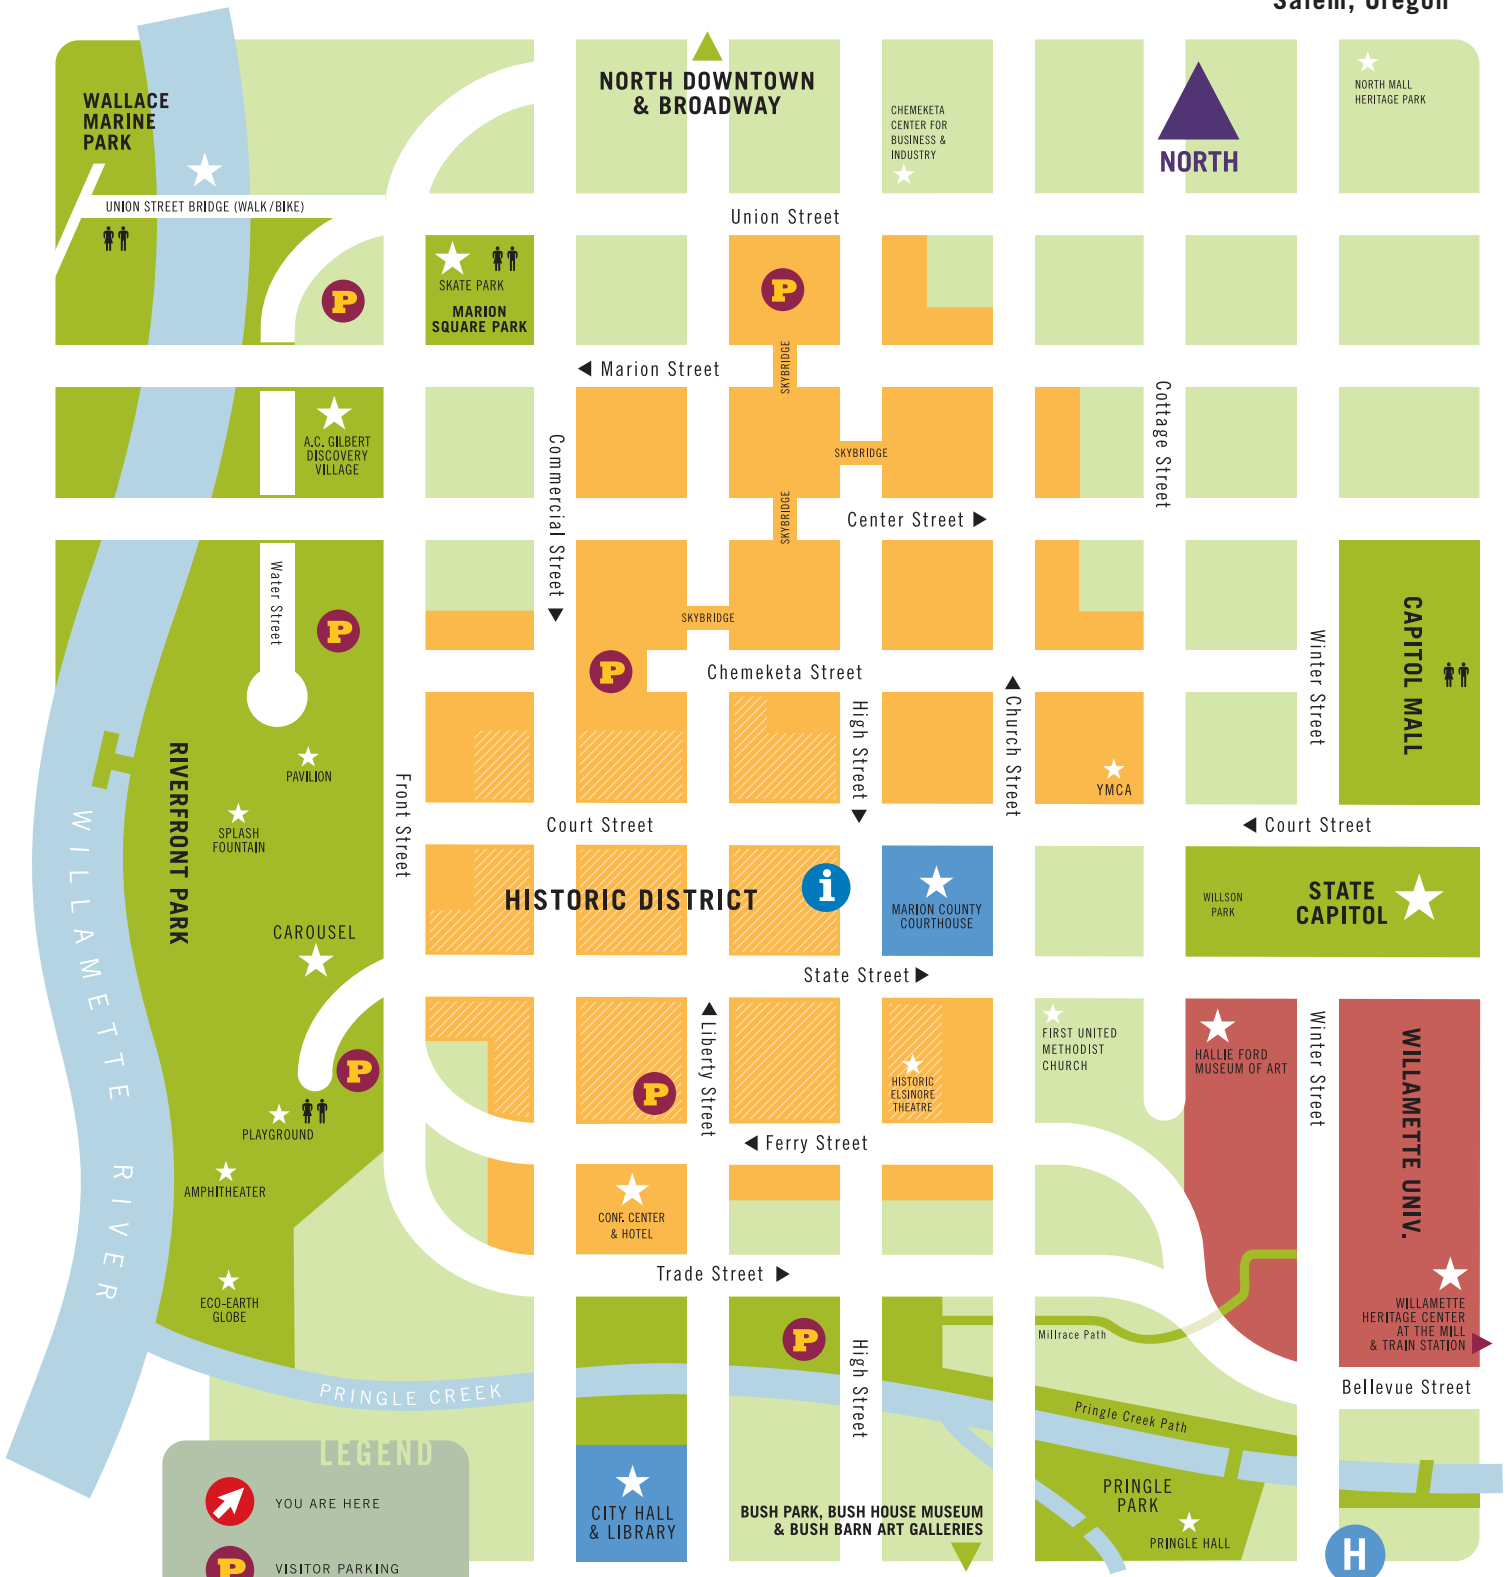 Salem, Oregon
WALLACE
MARINE
PARK
NORTH DOWNTOWN
& BROADWAY
CHEMEKETA
CENTER FOR
BUSINESS &
INDUSTRY
NORTH
NORTH MALL
HERITAGE PARK
UNION STREET BRIDGE (WALK/BIKE)
Union Street
P
SKATE PARK
MARION
SQUARE PARK
P
SKYBRIDGE
Marion Street
A.C. GILBERT
DISCOVERY
VILLAGE
Commercial Street
SKYBRIDGE
Cottage Street
SKYBRIDGE
Center Street
Water Street
P
SKYBRIDGE
P
Chemeketa Street
Winter Street
CAPITOL MALL
High Street
Church Street
YMCA
RIVERFRONT PARK
PAVILION
SPLASH
FOUNTAIN
Front Street
Court Street
Court Street
WILLAMETTE RIVER
HISTORIC DISTRICT
i
MARION COUNTY
COURTHOUSE
WILLSON
PARK
STATE
CAPITOL
CAROUSEL
State Street
P
Liberty Street
P
HISTORIC
ELSINORE
THEATRE
FIRST UNITED
METHODIST
CHURCH
HALLIE FORD
MUSEUM OF ART
Winter Street
WILLAMETTE UNIV.
PLAYGROUND
Ferry Street
AMPHITHEATER
CONF. CENTER
& HOTEL
Trade Street
ECO-EARTH
GLOBE
P
Millrace Path
WILLAMETTE
HERITAGE CENTER
AT THE MILL
& TRAIN STATION
PRINGLE CREEK
High Street
Bellevue Street
Pringle Creek Path
LEGEND
YOU ARE HERE
P
VISITOR PARKING
CITY HALL
& LIBRARY
BUSH PARK, BUSH HOUSE MUSEUM
& BUSH BARN ART GALLERIES
PRINGLE
PARK
PRINGLE HALL
H